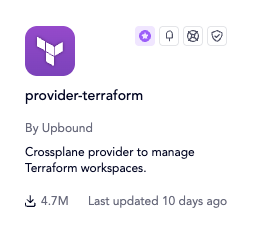 provider-terraform
By Upbound
Crossplane provider to manage
Terraform workspaces.
4.7M Last updated 10 days ago